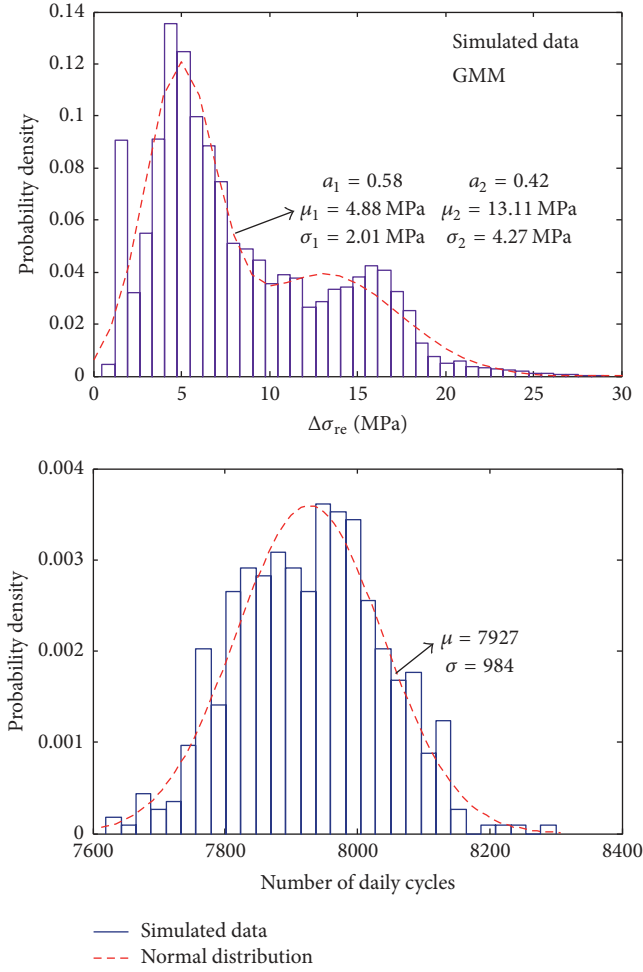 0.14
0.12
0.1
0.08
0.06
0.04
0.02
0
Probability density
Simulated data
GMM
a₁ = 0.58
μ₁ = 4.88 MPa
σ₁ = 2.01 MPa
a₂ = 0.42
μ₂ = 13.11 MPa
σ₂ = 4.27 MPa
0 5 10 15 20 25 30
Δσre (MPa)
0.004
0.003
0.002
0.001
0
Probability density
μ = 7927
σ = 984
7600 7800 8000 8200 8400
Number of daily cycles
Simulated data
Normal distribution